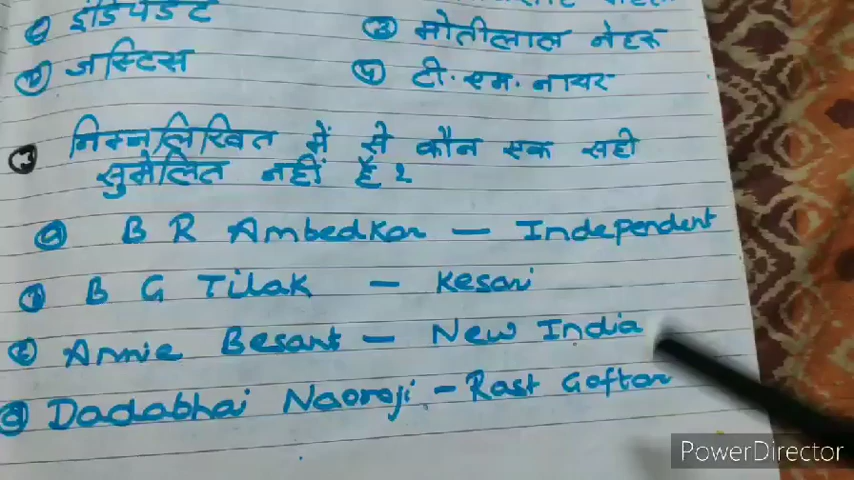 इंडिपेंडेंट
(2) मोतीलाल नेहरू
जस्टिस
टी. एम. नायर
निम्नलिखित में से कौन एक सही
सुमेलित नहीं है?
B R Ambedkar — Independent
B G Tilak — Kesari
Annie Besant — New India
Dadabhai Naoroji - Rast Goftar
PowerDirector